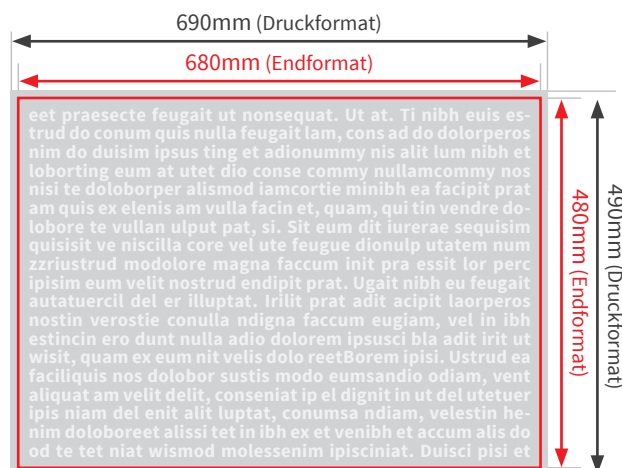 690mm (Druckformat)
680mm (Endformat)
eet praesecte feugait ut nonsequat. Ut at. Ti nibh euis es-
trud do conum quis nulla feugait lam, cons ad do dolorperos
nim do duisim ipsus ting et adionummy nis alit lum nibh et
loborting eum at utet dio conse commy nullamcommy nos
nisi te doloborper alismod iamcortie minibh ea facipit prat
am quis ex elenis am vulla facin et, quam, qui tin vendre do-
lobore te vullan ulput pat, si. Sit eum dit iurerae sequisim
quisisit ve niscilla core vel ute feugue dionulp utatem num
zzriustrud modolore magna faccum init pra essit lor perc
ipisim eum velit nostrud endipit prat. Ugait nibh eu feugait
autatuercil del er illuptat. Irilit prat adit acipit laorperos
nostin verostie conulla ndigna faccum eugiam, vel in ibh
estincin ero dunt nulla adio dolorem ipsusci bla adit irit ut
wisit, quam ex eum nit velis doloreetBorem ipisi. Ustrud ea
faciliquis nos dolobor sustis modo eumsandio odiam, vent
aliquat am velit delit, conseniat ip el dignit in ut del utetuer
ipis niam del enit alit luptat, conumsa ndiam, velestin he-
nim doloboreet alissi tet in ibh ex et venibh et accum alis do
od te tet niat wismod molessenim ipisciniat. Duisci pisi et
480mm (Endformat)
490mm (Druckformat)